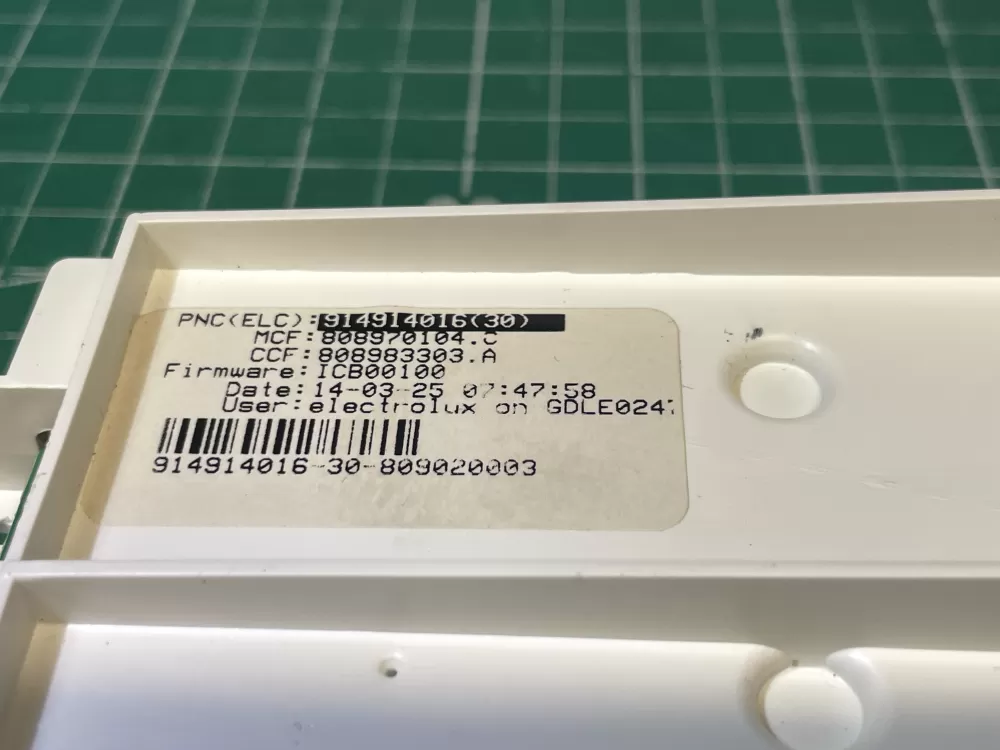 PNC(ELC):914914016(30)
MCF:808970104.C
CCF:808983303.A
Firmware:ICB00100
Date:14-03-25 07:47:58
User:electrolux on GDLE024
914914016-30-809020003